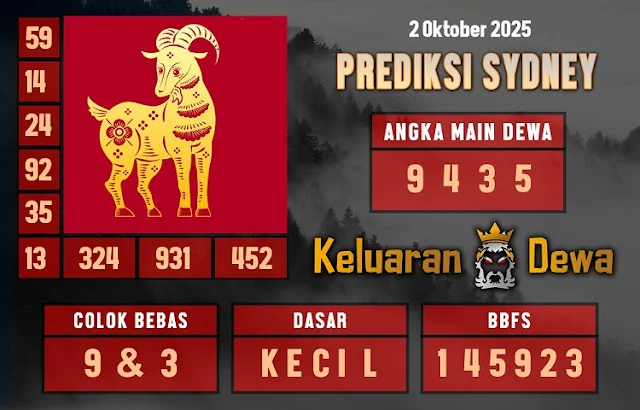 59
14
24
92
35
13 324 931 452
2 Oktober 2025
PREDIKSI SYDNEY
ANGKA MAIN DEWA
9 4 3 5
Keluaran Dewa
COLOK BEBAS
9 & 3
DASAR
KECIL
BBFS
145923